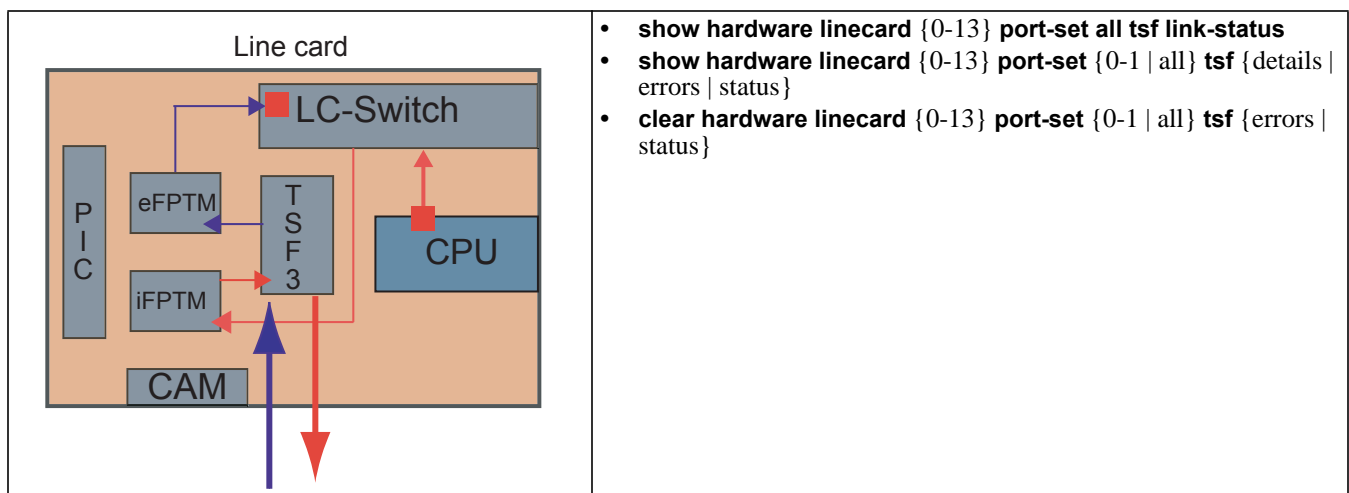 Line card
LC-Switch
PIC
eFPTM
TSF3
CPU
iFPTM
CAM
• show hardware linecard {0-13} port-set all tsf link-status
• show hardware linecard {0-13} port-set {0-1 | all} tsf {details |
errors | status}
• clear hardware linecard {0-13} port-set {0-1 | all} tsf {errors |
status}